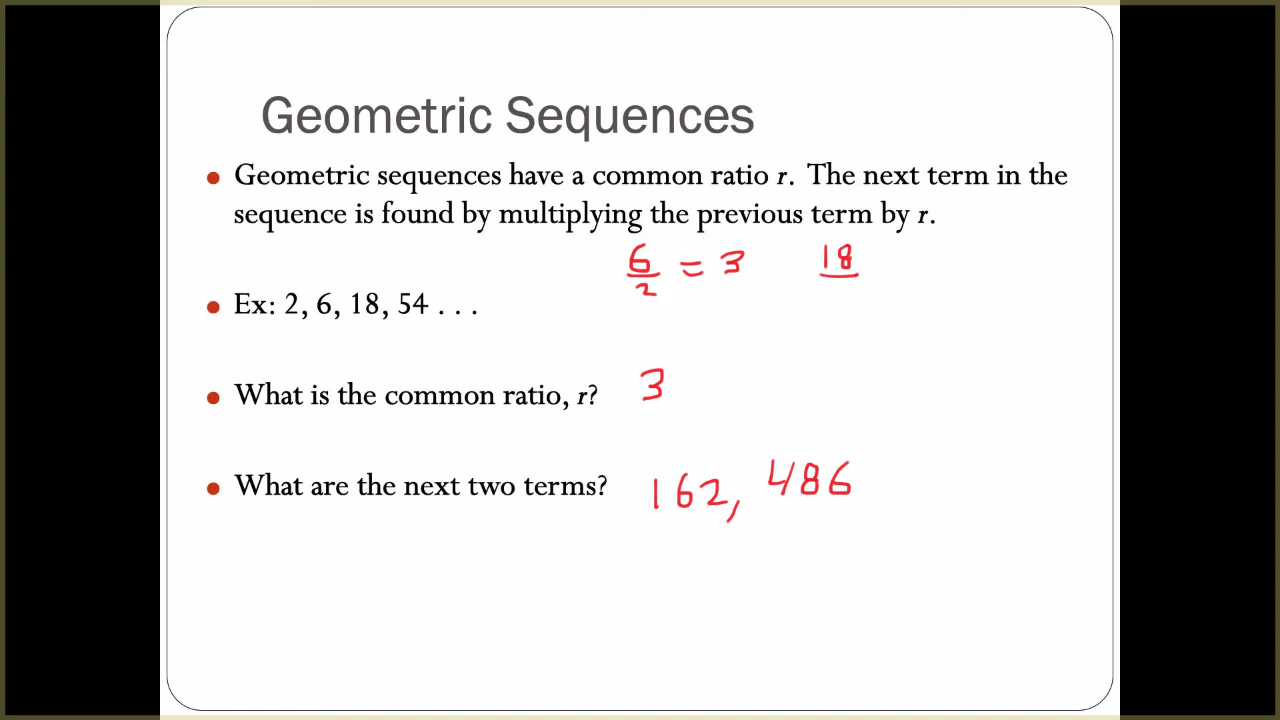 Geometric Sequences
• Geometric sequences have a common ratio r. The next term in the
sequence is found by multiplying the previous term by r.
6/2 = 3 18
• Ex: 2, 6, 18, 54 . . .
• What is the common ratio, r? 3
• What are the next two terms? 162, 486